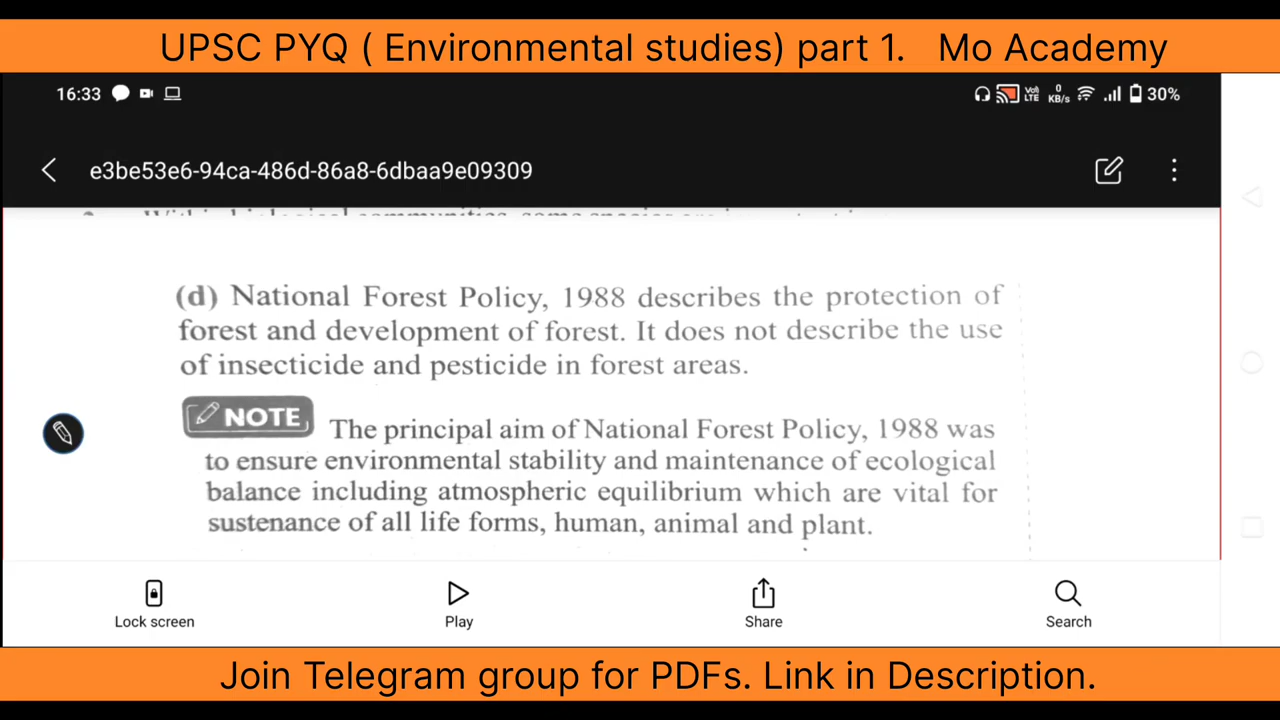 UPSC PYQ ( Environmental studies) part 1. Mo Academy
16:33 Vol LTE 0 KB/s 30%
e3be53e6-94ca-486d-86a8-6dbaa9e09309
(d) National Forest Policy, 1988 describes the protection of
forest and development of forest. It does not describe the use
of insecticide and pesticide in forest areas.
NOTE The principal aim of National Forest Policy, 1988 was
to ensure environmental stability and maintenance of ecological
balance including atmospheric equilibrium which are vital for
sustenance of all life forms, human, animal and plant.
Lock screen Play Share Search
Join Telegram group for PDFs. Link in Description.